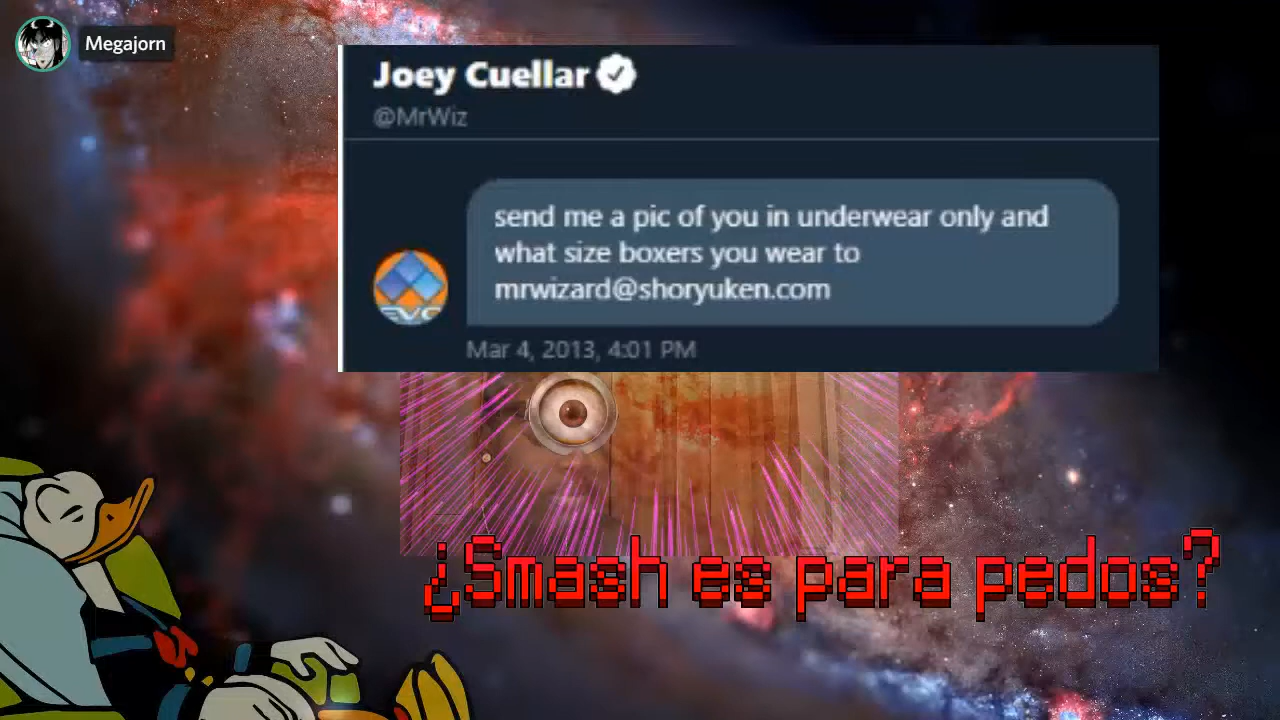 Megajorn
Joey Cuellar
@MrWiz
send me a pic of you in underwear only and
what size boxers you wear to
mrwizard@shoryuken.com
EVO
Mar 4, 2013, 4:01 PM
¿Smash es para pedos?